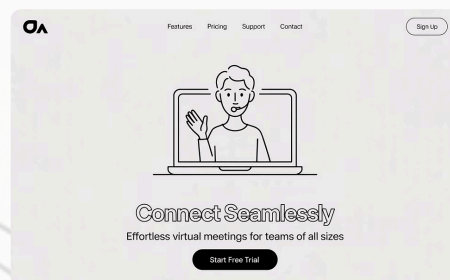 Features Pricing Support Contact Sign Up
Connect Seamlessly
Effortless virtual meetings for teams of all sizes
Start Free Trial